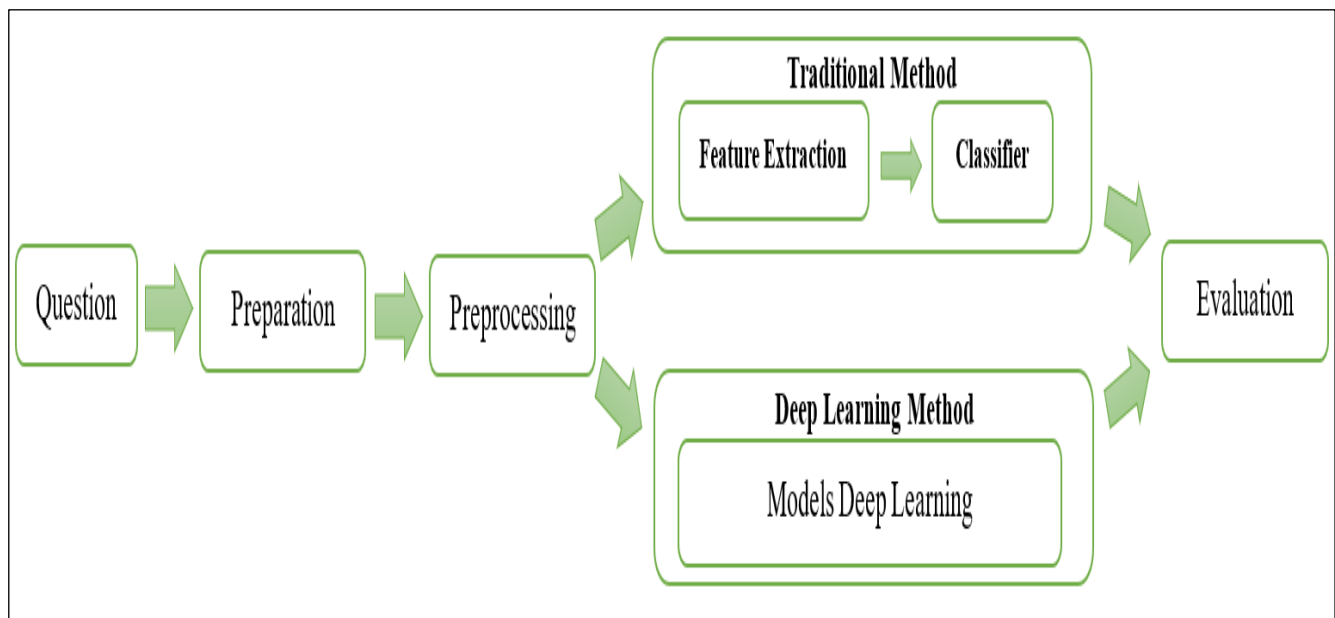 Question
Preparation
Preprocessing
Traditional Method
Feature Extraction
Classifier
Deep Learning Method
Models Deep Learning
Evaluation